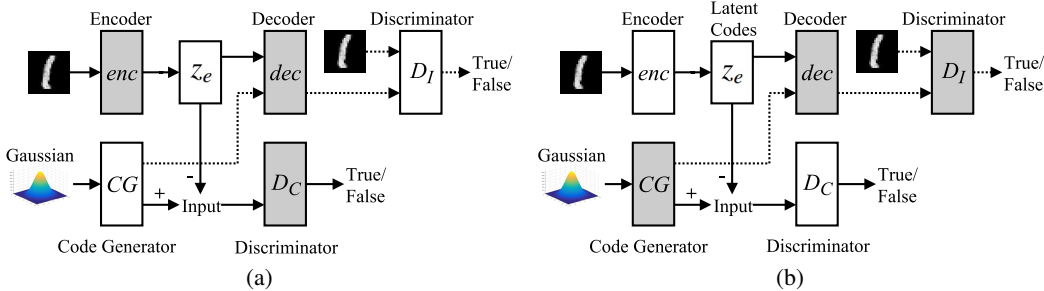 Encoder
Decoder
Discriminator
enc
z_e
dec
D_I
True/
False
Gaussian
CG
+
-
Input
D_C
True/
False
Code Generator
Discriminator
(a)
Encoder
Latent
Codes
Decoder
Discriminator
enc
z_e
dec
D_I
True/
False
Gaussian
CG
+
-
Input
D_C
True/
False
Code Generator
Discriminator
(b)